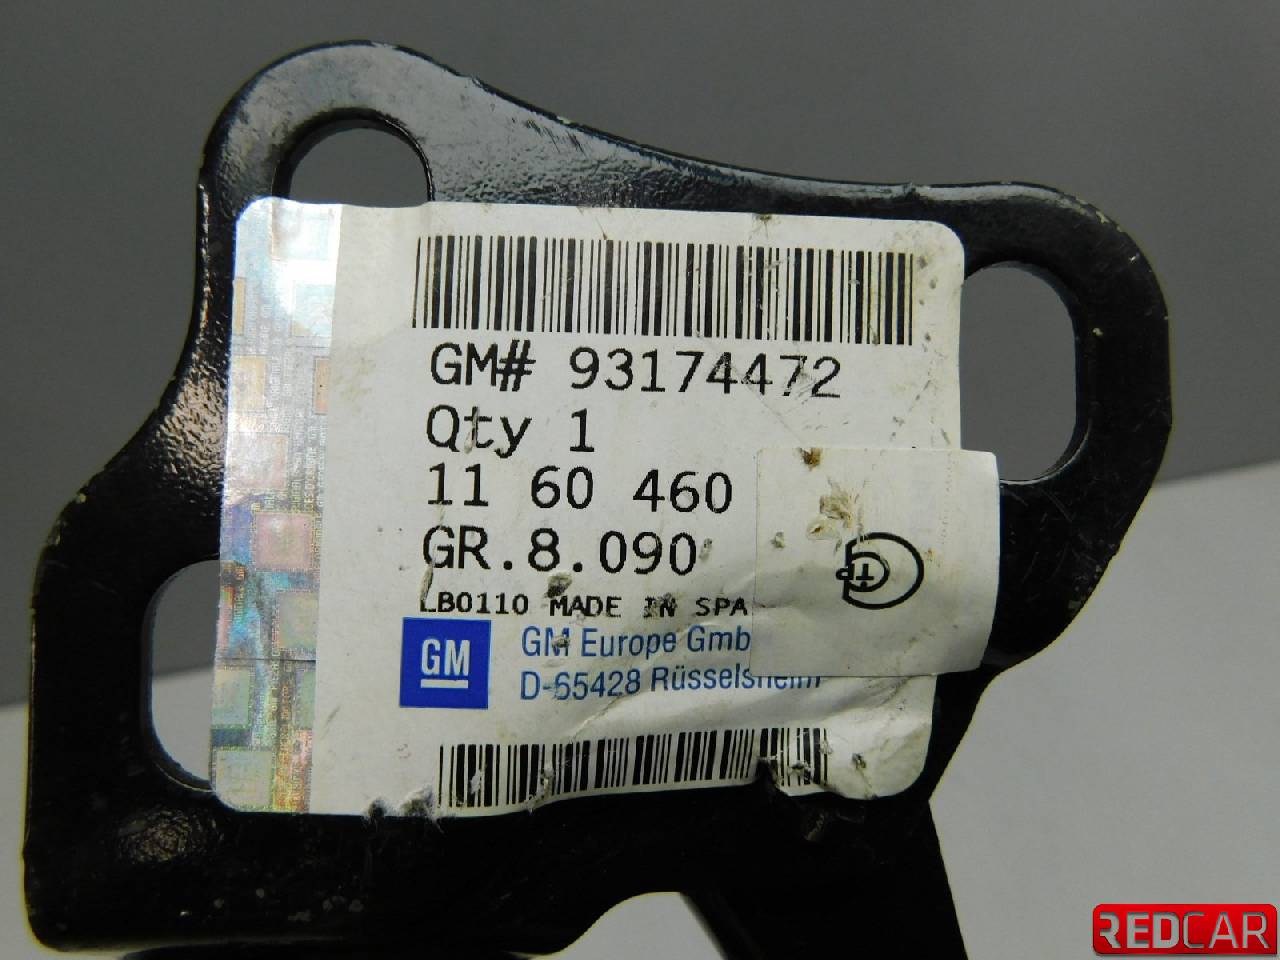 GM# 93174472
Qty 1
11 60 460
GR.8.090
LB0110 MADE IN SPA
GM
GM Europe Gmb
D-65428 Rüsselsheim
REDCAR